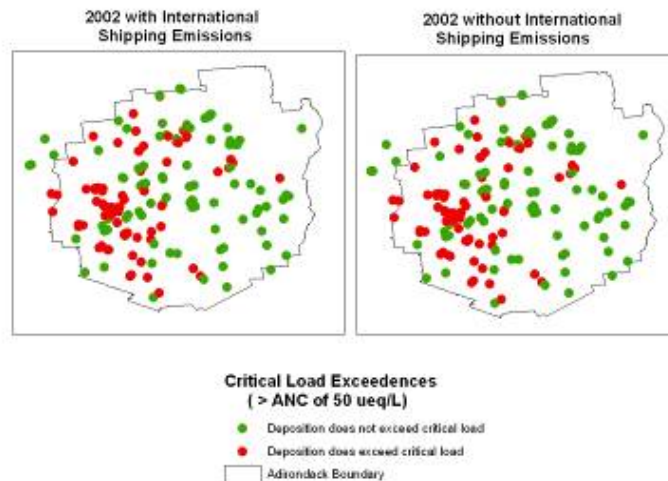 2002 with International
Shipping Emissions
2002 without International
Shipping Emissions
Critical Load Exceedences
( > ANC of 50 ueq/L)
Deposition does not exceed critical load
Deposition does exceed critical load
Adirondack Boundary